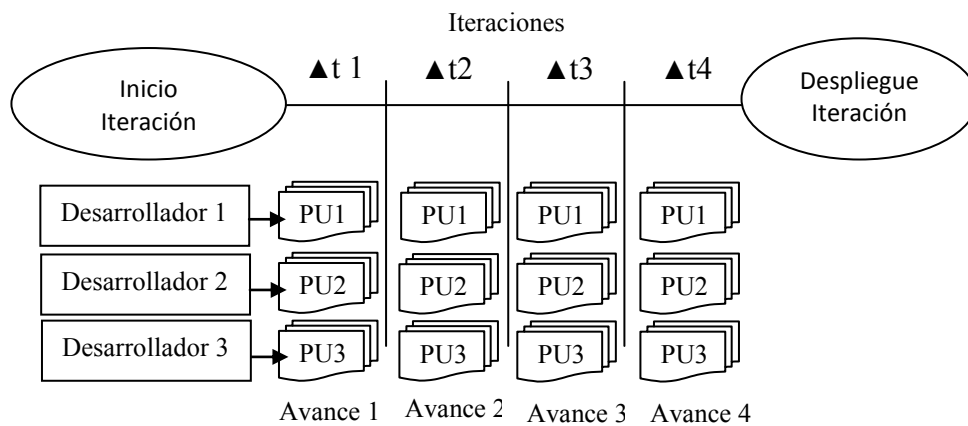 Iteraciones
▲t 1 ▲t2 ▲t3 ▲t4
Inicio
Iteración
Despliegue
Iteración
Desarrollador 1 PU1 PU1 PU1 PU1
Desarrollador 2 PU2 PU2 PU2 PU2
Desarrollador 3 PU3 PU3 PU3 PU3
Avance 1 Avance 2 Avance 3 Avance 4